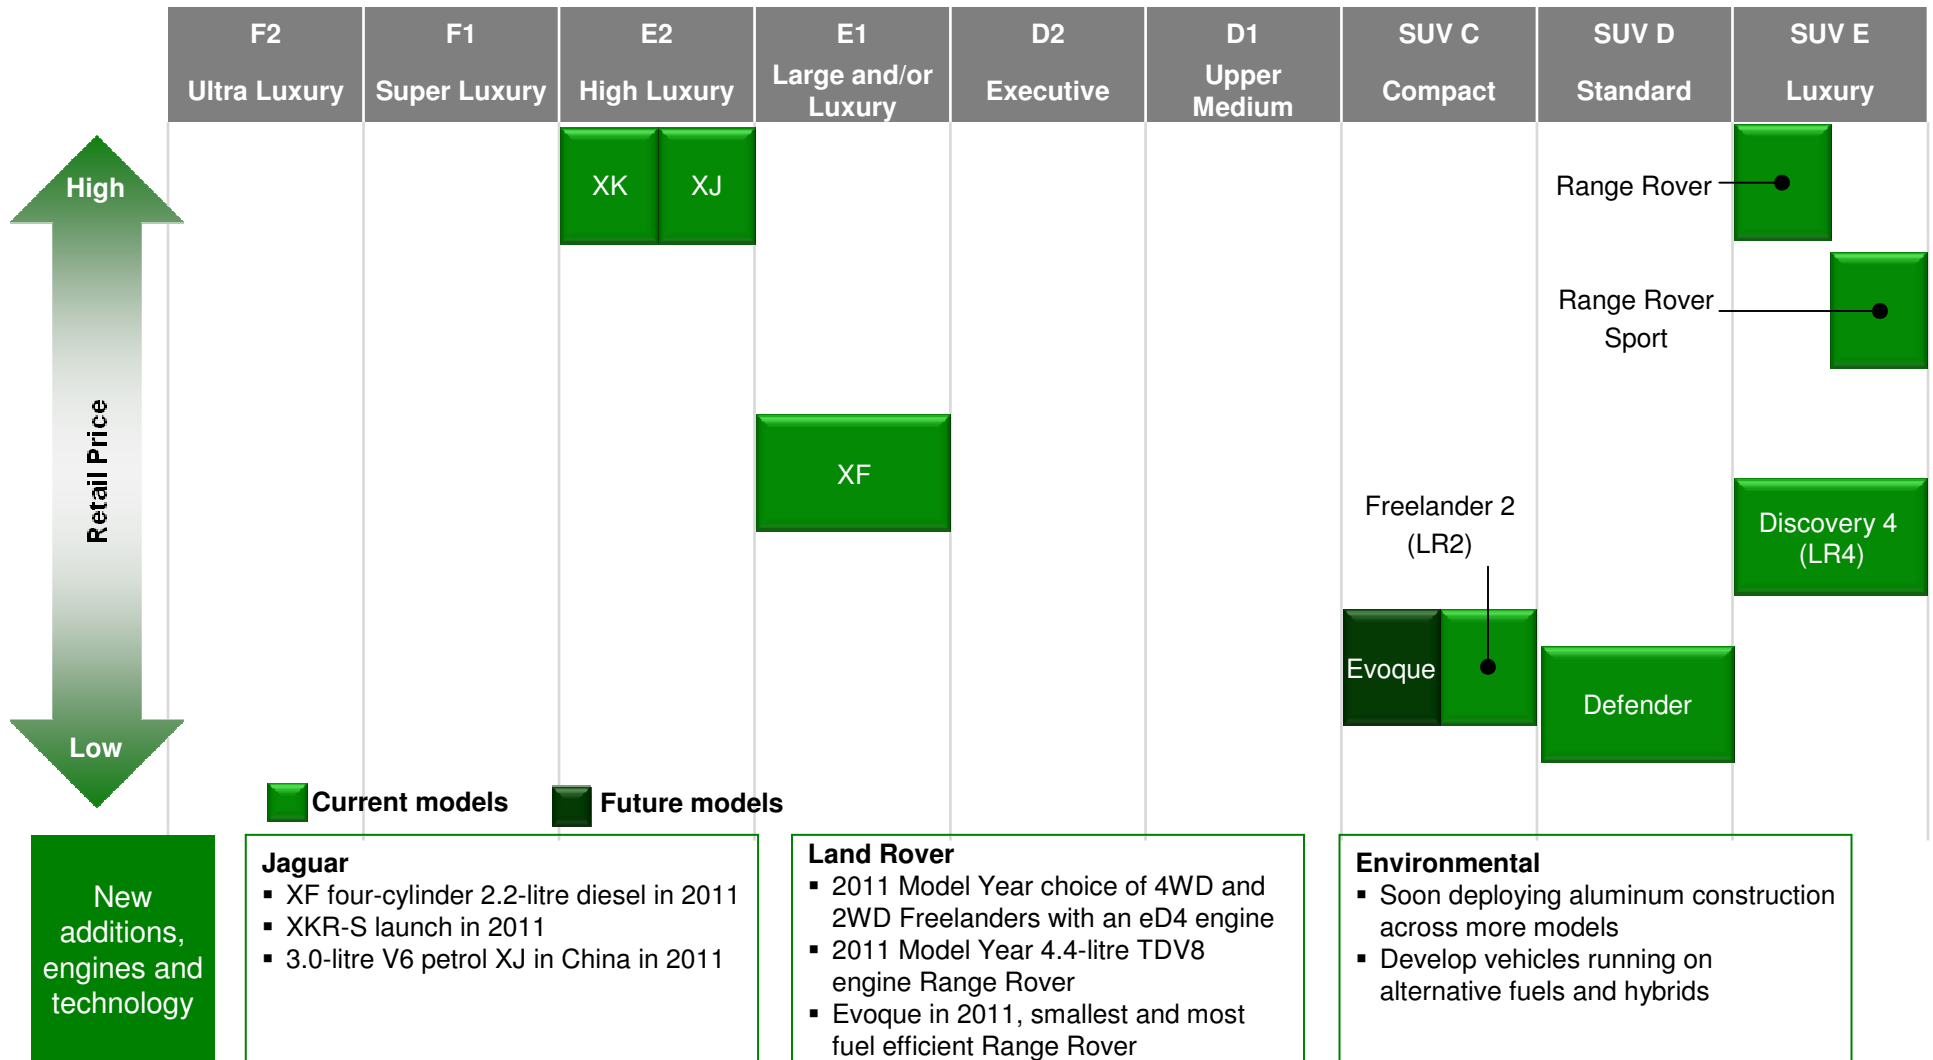 F2
Ultra Luxury
F1
Super Luxury
E2
High Luxury
E1
Large and/or
Luxury
D2
Executive
D1
Upper
Medium
SUV C
Compact
SUV D
Standard
SUV E
Luxury
High
Retail Price
Low
XK
XJ
Range Rover
Range Rover
Sport
XF
Freelander 2
(LR2)
Discovery 4
(LR4)
Evoque
Defender
Current models
Future models
New
additions,
engines and
technology
Jaguar
▪ XF four-cylinder 2.2-litre diesel in 2011
▪ XKR-S launch in 2011
▪ 3.0-litre V6 petrol XJ in China in 2011
Land Rover
▪ 2011 Model Year choice of 4WD and
2WD Freelanders with an eD4 engine
▪ 2011 Model Year 4.4-litre TDV8
engine Range Rover
▪ Evoque in 2011, smallest and most
fuel efficient Range Rover
Environmental
▪ Soon deploying aluminum construction
across more models
▪ Develop vehicles running on
alternative fuels and hybrids